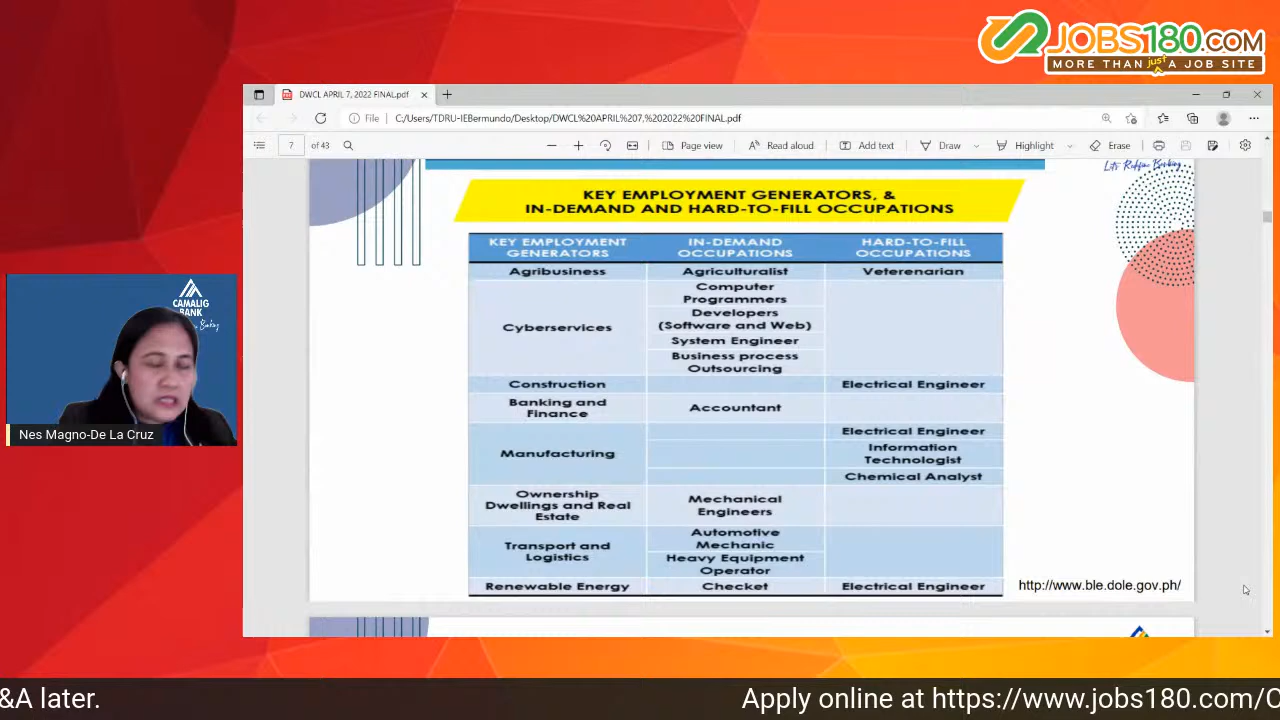 JOBS180.COM
MORE THAN just A JOB SITE
DWCL APRIL 7, 2022 FINAL.pdf
File
C:/Users/TDRU-IEBermundo/Desktop/DWCL%20APRIL%207,%202022%20FINAL.pdf
7 of 43
Page view
Read aloud
Add text
Draw
Highlight
Erase
Let's Redefine Banking
KEY EMPLOYMENT GENERATORS, &
IN-DEMAND AND HARD-TO-FILL OCCUPATIONS
KEY EMPLOYMENT
GENERATORS
IN-DEMAND
OCCUPATIONS
HARD-TO-FILL
OCCUPATIONS
Agribusiness
Agriculturalist
Veterenarian
Cyberservices
Computer
Programmers
Developers
(Software and Web)
System Engineer
Business process
Outsourcing
Construction
Electrical Engineer
Banking and
Finance
Accountant
Manufacturing
Electrical Engineer
Information
Technologist
Chemical Analyst
Ownership
Dwellings and Real
Estate
Mechanical
Engineers
Transport and
Logistics
Automotive
Mechanic
Heavy Equipment
Operator
Renewable Energy
Checket
Electrical Engineer
http://www.ble.dole.gov.ph/
CAMALIG
BANK
Banking
Nes Magno-De La Cruz
&A later.
Apply online at https://www.jobs180.com/C